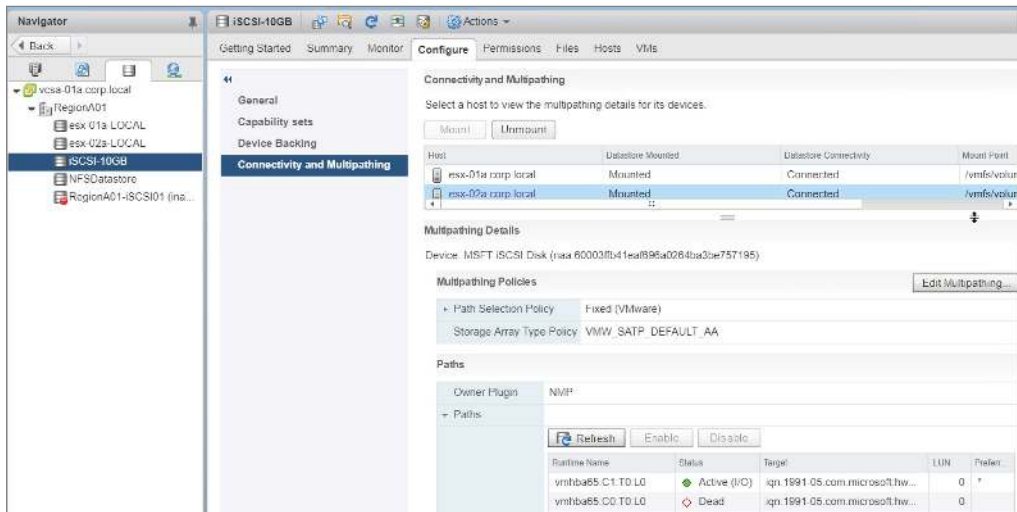 Navigator
iSCSI-10GB
Actions
Back
Getting Started Summary Monitor Configure Permissions Files Hosts VMs
vcsa-01a.corp.local
RegionA01
esx-01a-LOCAL
esx-02a-LOCAL
iSCSI-10GB
NFSDatastore
RegionA01-iSCSI01 (ina...
General
Capability sets
Device Backing
Connectivity and Multipathing
Connectivity and Multipathing
Select a host to view the multipathing details for its devices.
Mount Unmount
Host Datastore Mounted Datastore Connectivity Mount Point
esx-01a.corp.local Mounted Connected /vmfs/volur
esx-02a.corp.local Mounted Connected /vmfs/volur
Multipathing Details
Device: MSFT iSCSI Disk
Multipathing Policies
Edit Multipathing...
Path Selection Policy Fixed (VMware)
Storage Array Type Policy VMW_SATP_DEFAULT_AA
Paths
Owner Plugin NMP
Paths
Refresh Enable Disable
Runtime Name Status Target LUN Preferr...
vmhba65:C1:T0:L0 Active (I/O) iqn.1991-05.com.microsoft:hw... 0 *
vmhba65:C0:T0:L0 Dead iqn.1991-05.com.microsoft:hw... 0